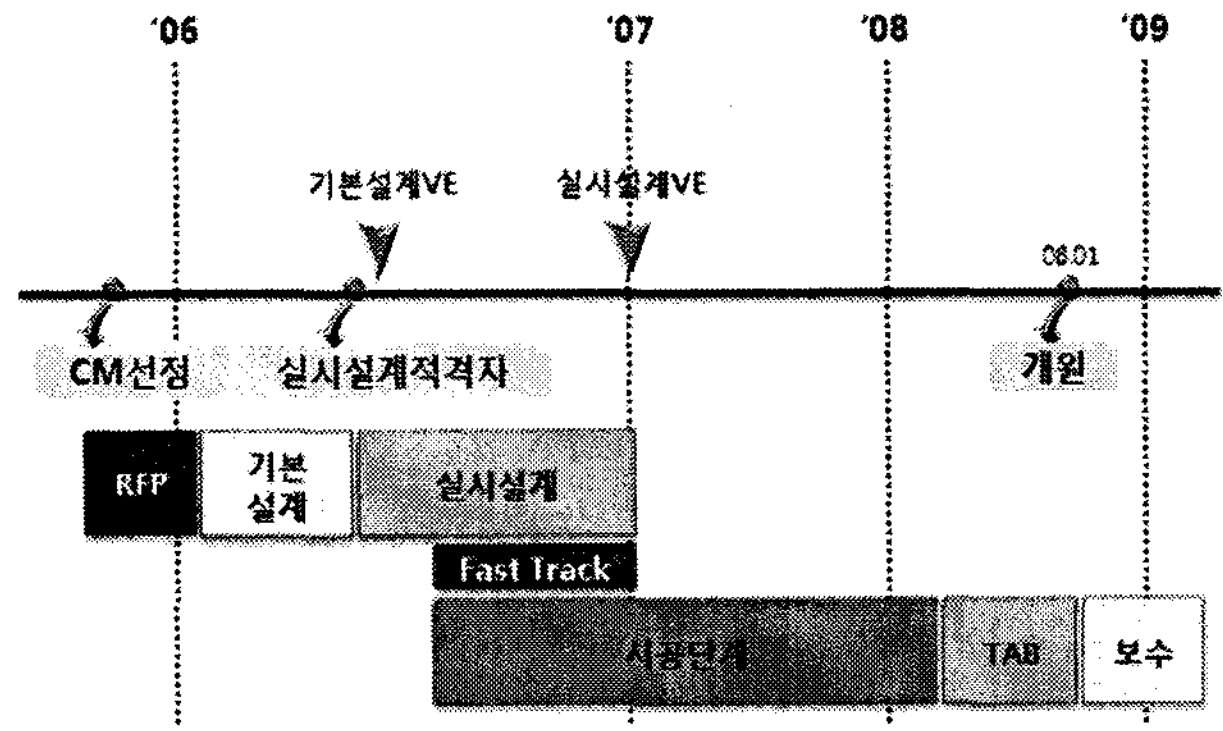 '06 '07 '08 '09
기본설계VE 실시설계VE
08.01
CM선정 실시설계적격자 개원
RFP 기본 설계 실시설계
Fast Track
시공단계 TAB 보수